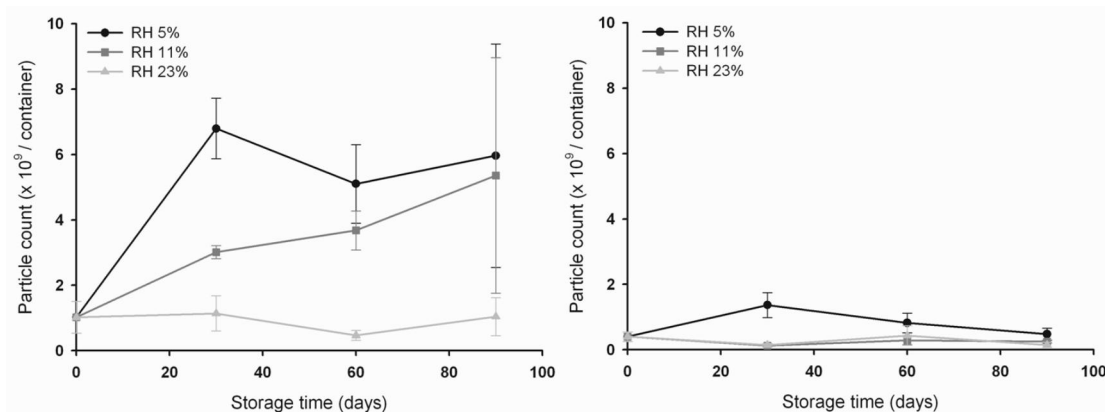 RH 5%
RH 11%
RH 23%
Particle count (x 10⁹ / container)
10
8
6
4
2
0
0 20 40 60 80 100
Storage time (days)
RH 5%
RH 11%
RH 23%
Particle count (x 10⁹ / container)
10
8
6
4
2
0
0 20 40 60 80 100
Storage time (days)